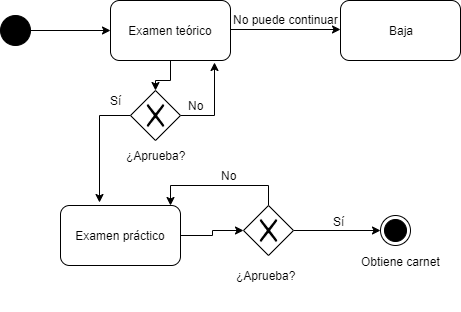 Examen teórico
No puede continuar
Baja
Sí
No
¿Aprueba?
No
Examen práctico
Sí
¿Aprueba?
Obtiene carnet